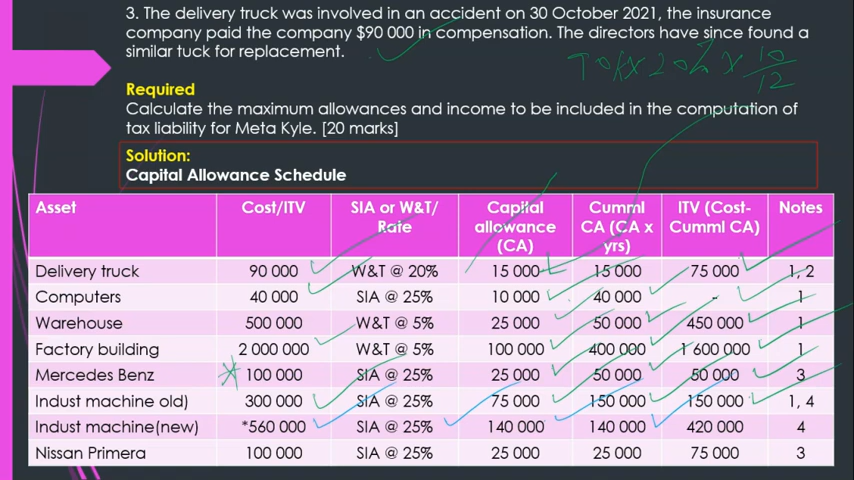 3. The delivery truck was involved in an accident on 30 October 2021, the insurance
company paid the company $90 000 in compensation. The directors have since found a
similar tuck for replacement.
Required
Calculate the maximum allowances and income to be included in the computation of
tax liability for Meta Kyle. [20 marks]
Solution:
Capital Allowance Schedule
Asset Cost/ITV SIA or W&T/ Rate Capital allowance (CA) Cumml CA (CA x yrs) ITV (Cost-Cumml CA) Notes
Delivery truck 90 000 W&T @ 20% 15 000 15 000 75 000 1, 2
Computers 40 000 SIA @ 25% 10 000 40 000 - 1
Warehouse 500 000 W&T @ 5% 25 000 50 000 450 000 1
Factory building 2 000 000 W&T @ 5% 100 000 400 000 1 600 000 1
Mercedes Benz * 100 000 SIA @ 25% 25 000 50 000 50 000 3
Indust machine old) 300 000 SIA @ 25% 75 000 150 000 150 000 1, 4
Indust machine(new) *560 000 SIA @ 25% 140 000 140 000 420 000 4
Nissan Primera 100 000 SIA @ 25% 25 000 25 000 75 000 3